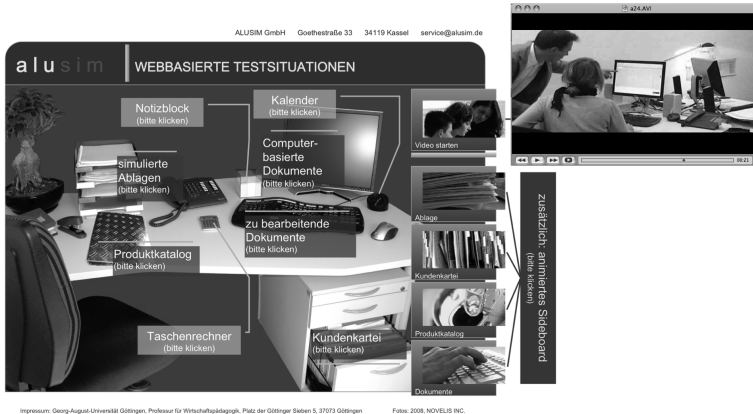 ALUSIM GmbH Goethestraße 33 34119 Kassel service@alusim.de
a24.AVI
alusim WEBBASIERTE TESTSITUATIONEN
Notizblock
(bitte klicken)
Kalender
(bitte klicken)
Computer-
basierte
Dokumente
(bitte klicken)
simulierte
Ablagen
(bitte klicken)
zu bearbeitende
Dokumente
(bitte klicken)
Produktkatalog
(bitte klicken)
Taschenrechner
(bitte klicken)
Kundenkartei
(bitte klicken)
Video starten
Ablage
Kundenkartei
Produktkatalog
Dokumente
00:21
zusätzlich: animiertes Sideboard
(bitte klicken)
Impressum: Georg-August-Universität Göttingen, Professur für Wirtschaftspädagogik, Platz der Göttinger Sieben 5, 37073 Göttingen Fotos: 2008, NOVELIS INC.